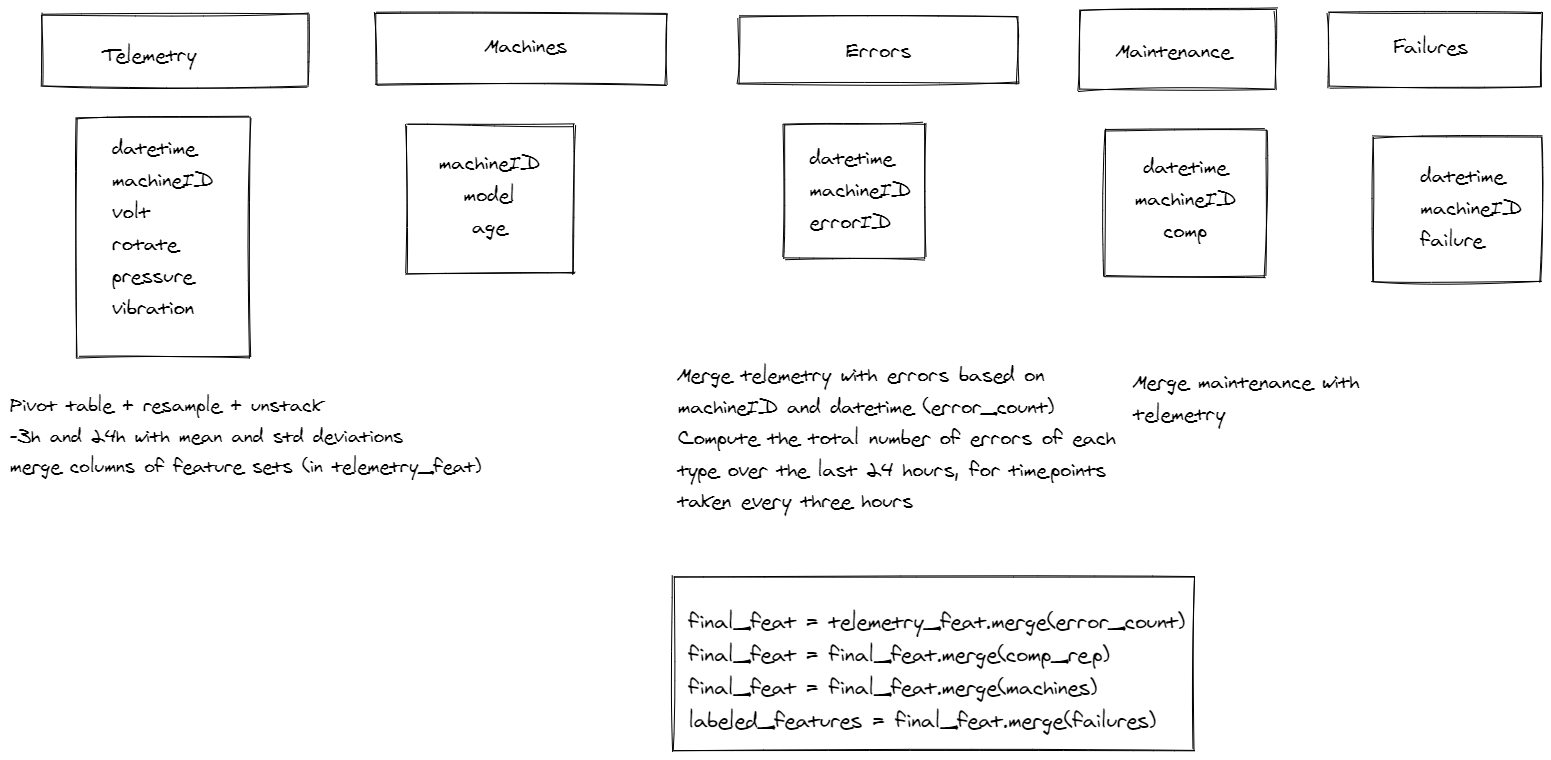 Telemetry
Machines
Errors
Maintenance
Failures
datetime
machineID
volt
rotate
pressure
vibration
machineID
model
age
datetime
machineID
errorID
datetime
machineID
comp
datetime
machineID
failure
Pivot table + resample + unstack
-3h and 24h with mean and std deviations
merge columns of feature sets (in telemetry_feat)
Merge telemetry with errors based on
machineID and datetime (error_count)
Compute the total number of errors of each
type over the last 24 hours, for timepoints
taken every three hours
Merge maintenance with
telemetry
final_feat = telemetry_feat.merge(error_count)
final_feat = final_feat.merge(comp_rep)
final_feat = final_feat.merge(machines)
labeled_features = final_feat.merge(failures)